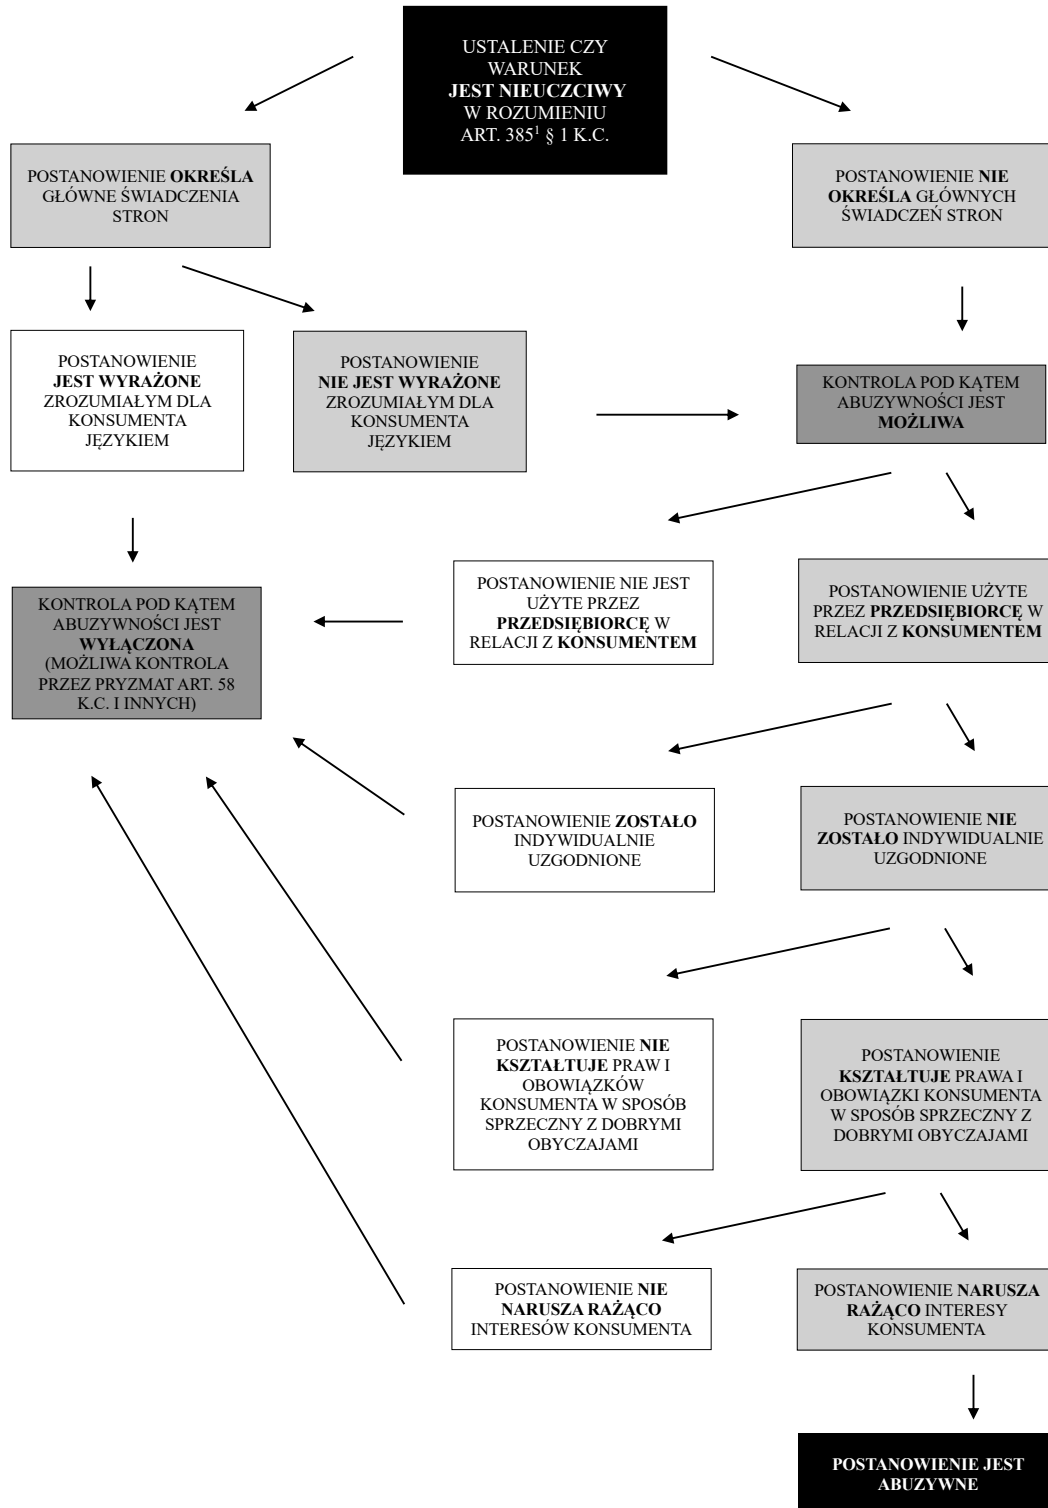 USTALENIE CZY
WARUNEK
JEST NIEUCZCIWY
W ROZUMIENIU
ART. 385¹ § 1 K.C.
POSTANOWIENIE OKREŚLA
GŁÓWNE ŚWIADCZENIA
STRON
POSTANOWIENIE NIE
OKREŚLA GŁÓWNYCH
ŚWIADCZEŃ STRON
POSTANOWIENIE
JEST WYRAŻONE
ZROZUMIAŁYM DLA
KONSUMENTA
JĘZYKIEM
POSTANOWIENIE
NIE JEST WYRAŻONE
ZROZUMIAŁYM DLA
KONSUMENTA
JĘZYKIEM
KONTROLA POD KĄTEM
ABUZYWNOŚCI JEST
MOŻLIWA
KONTROLA POD KĄTEM
ABUZYWNOŚCI JEST
WYŁĄCZONA
(MOŻLIWA KONTROLA
PRZEZ PRYZMAT ART. 58
K.C. I INNYCH)
POSTANOWIENIE NIE JEST
UŻYTE PRZEZ
PRZEDSIĘBIORCĘ W
RELACJI Z KONSUMENTEM
POSTANOWIENIE UŻYTE
PRZEZ PRZEDSIĘBIORCĘ W
RELACJI Z KONSUMENTEM
POSTANOWIENIE ZOSTAŁO
INDYWIDUALNIE
UZGODNIONE
POSTANOWIENIE NIE
ZOSTAŁO INDYWIDUALNIE
UZGODNIONE
POSTANOWIENIE NIE
KSZTAŁTUJE PRAW I
OBOWIĄZKÓW
KONSUMENTA W SPOSÓB
SPRZECZNY Z DOBRYMI
OBYCZAJAMI
POSTANOWIENIE
KSZTAŁTUJE PRAWA I
OBOWIĄZKI KONSUMENTA
W SPOSÓB SPRZECZNY Z
DOBRYMI OBYCZAJAMI
POSTANOWIENIE NIE
NARUSZA RAŻĄCO
INTERESÓW KONSUMENTA
POSTANOWIENIE NARUSZA
RAŻĄCO INTERESY
KONSUMENTA
POSTANOWIENIE JEST
ABUZYWNE